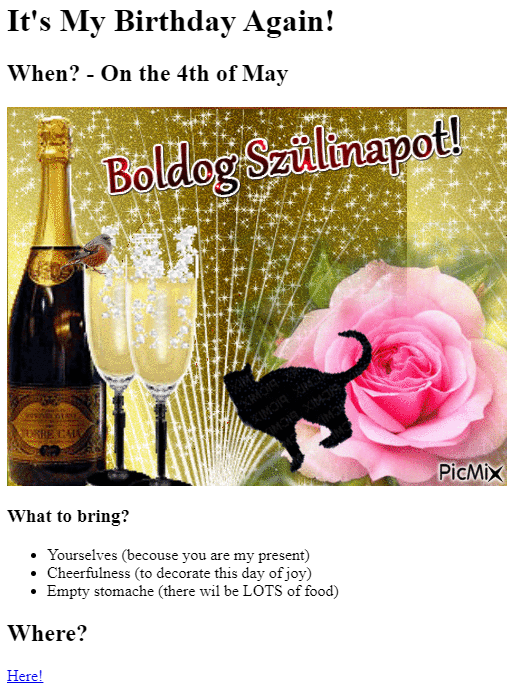 It's My Birthday Again!
When? - On the 4th of May
Boldog Szülinapot!
PicMix
What to bring?
Yourselves (becouse you are my present)
Cheerfulness (to decorate this day of joy)
Empty stomache (there wil be LOTS of food)
Where?
Here!